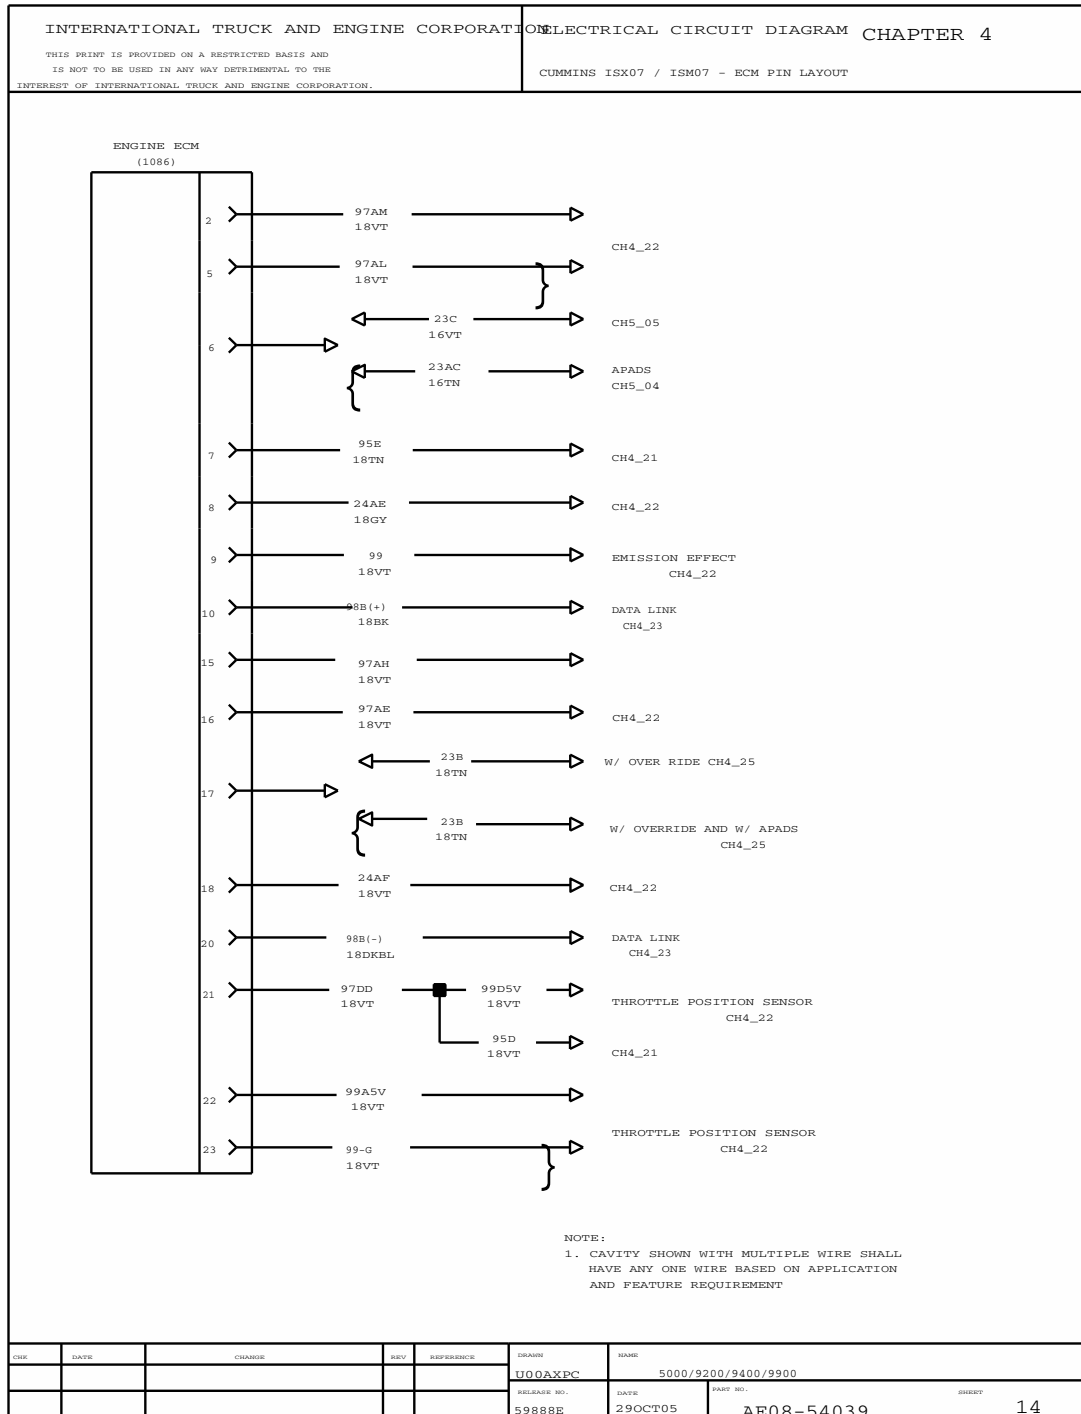 INTERNATIONAL TRUCK AND ENGINE CORPORATION
THIS PRINT IS PROVIDED ON A RESTRICTED BASIS AND
IS NOT TO BE USED IN ANY WAY DETRIMENTAL TO THE
INTEREST OF INTERNATIONAL TRUCK AND ENGINE CORPORATION.
ELECTRICAL CIRCUIT DIAGRAM CHAPTER 4
CUMMINS ISX07 / ISM07 - ECM PIN LAYOUT
ENGINE ECM
(1086)
2 97AM
18VT
CH4_22
5 97AL
18VT
23C CH5_05
16VT
6
23AC APADS
16TN CH5_04
7 95E
18TN CH4_21
8 24AE CH4_22
18GY
9 99 EMISSION EFFECT
18VT CH4_22
10 98B(+) DATA LINK
18BK CH4_23
15 97AH
18VT
16 97AE CH4_22
18VT
23B W/ OVER RIDE CH4_25
18TN
17
23B W/ OVERRIDE AND W/ APADS
18TN CH4_25
18 24AF CH4_22
18VT
20 98B(-) DATA LINK
18DKBL CH4_23
21 97DD 99D5V THROTTLE POSITION SENSOR
18VT 18VT CH4_22
95D CH4_21
18VT
22 99A5V
18VT
THROTTLE POSITION SENSOR
23 99-G CH4_22
18VT
NOTE:
1. CAVITY SHOWN WITH MULTIPLE WIRE SHALL
HAVE ANY ONE WIRE BASED ON APPLICATION
AND FEATURE REQUIREMENT
CHK DATE CHANGE REV REFERENCE DRAWN NAME
U00AXPC 5000/9200/9400/9900
RELEASE NO. DATE PART NO. SHEET
59888E 29OCT05 AE08-54039 14